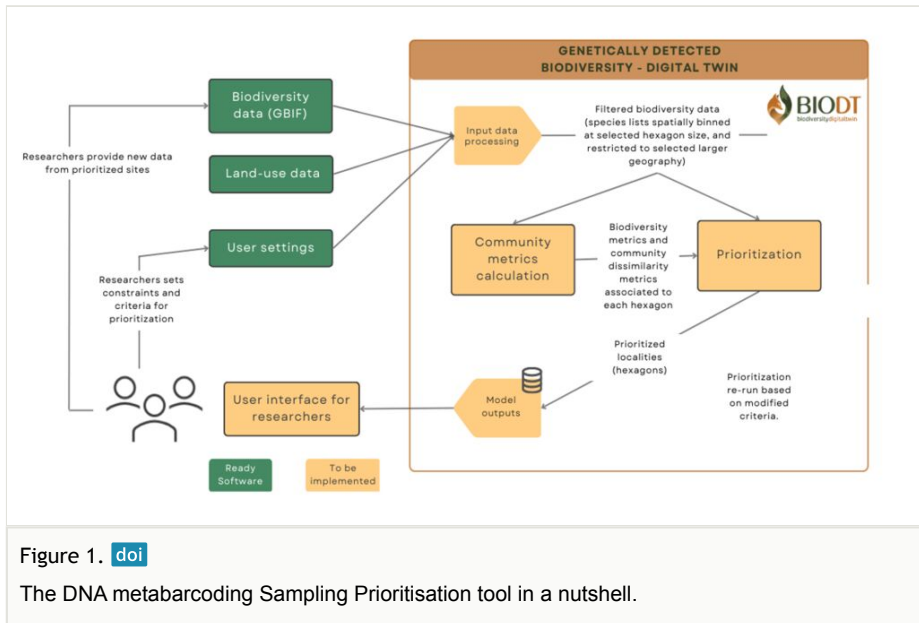 GENETICALLY DETECTED
BIODIVERSITY - DIGITAL TWIN
BIODT
biodiversitydigitaltwin
Biodiversity
data (GBIF)
Land-use data
User settings
Researchers provide new data
from prioritized sites
Researchers sets
constraints and
criteria for
prioritization
Input data
processing
Filtered biodiversity data
(species lists spatially binned
at selected hexagon size, and
restricted to selected larger
geography)
Community
metrics
calculation
Biodiversity
metrics and
community
dissimilarity
metrics
associated to
each hexagon
Prioritization
Prioritized
localities
(hexagons)
Prioritization
re-run based
on modified
criteria.
Model
outputs
User interface for
researchers
Ready
Software
To be
implemented
Figure 1. doi
The DNA metabarcoding Sampling Prioritisation tool in a nutshell.